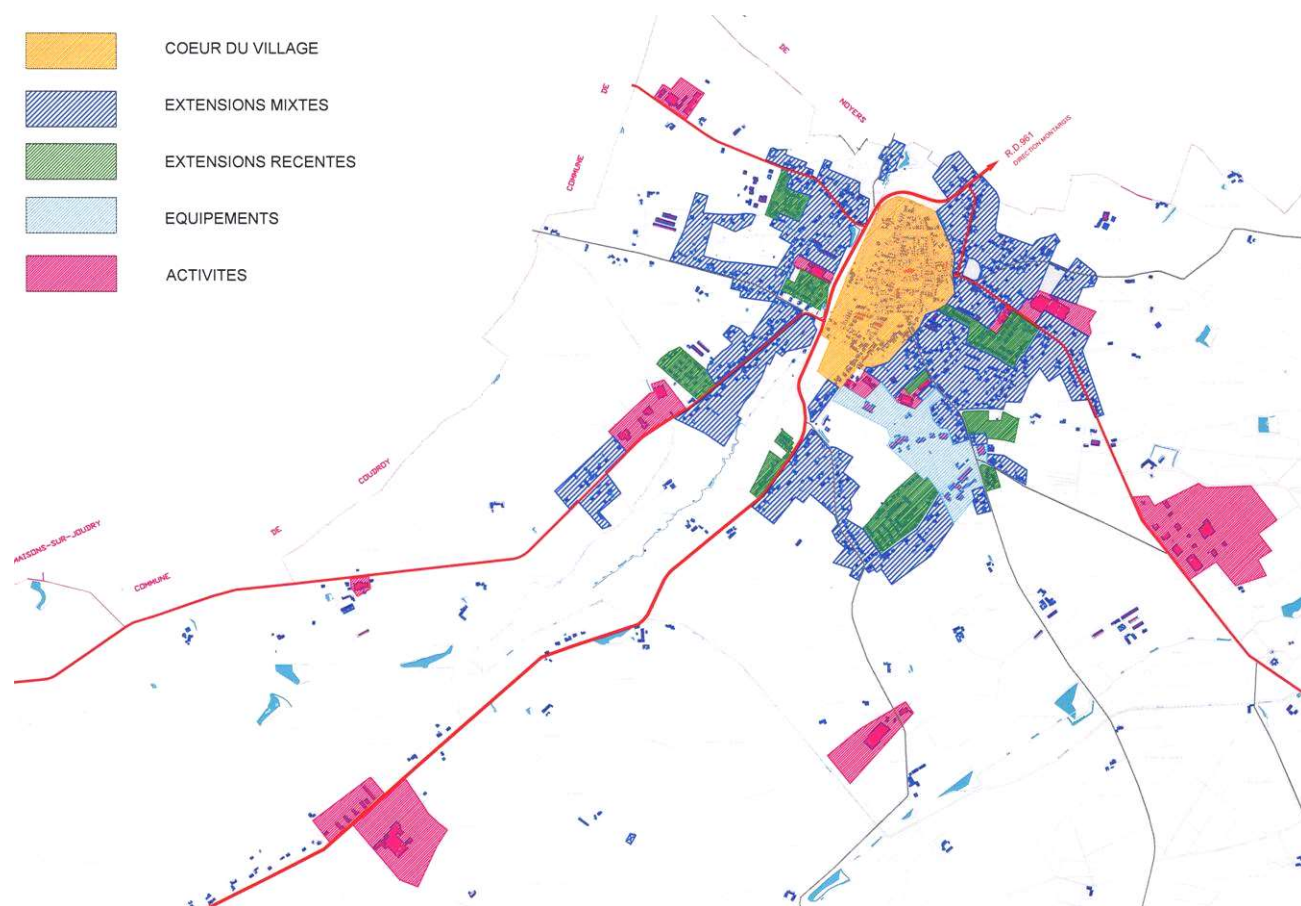 COEUR DU VILLAGE
EXTENSIONS MIXTES
EXTENSIONS RECENTES
EQUIPEMENTS
ACTIVITES
DE
NOYERS
DE
COMMUNE
R.D.961
DIRECTION MONTARGIS
COUDROY
DE
MAISONS-SUR-JOUDRY
COMMUNE